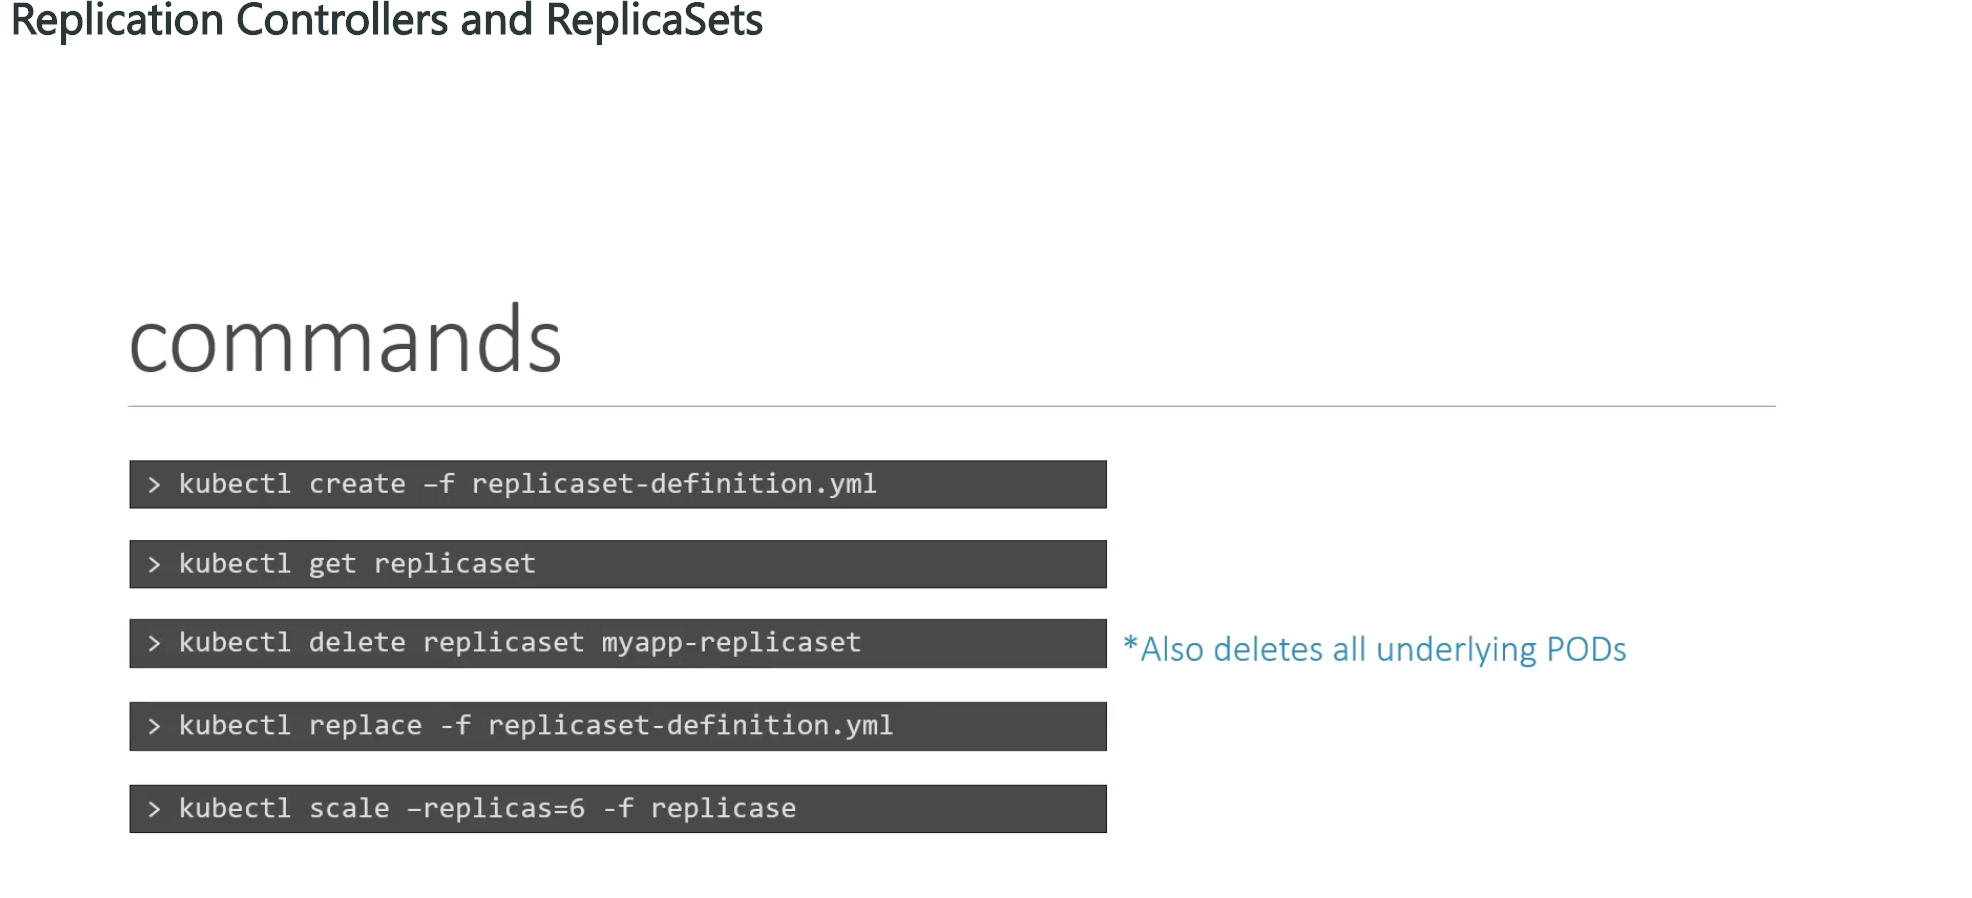 Replication Controllers and ReplicaSets
commands
> kubectl create –f replicaset-definition.yml
> kubectl get replicaset
> kubectl delete replicaset myapp-replicaset
*Also deletes all underlying PODs
> kubectl replace -f replicaset-definition.yml
> kubectl scale –replicas=6 -f replicase